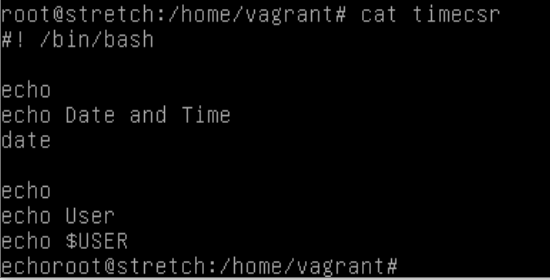 root@stretch:/home/vagrant# cat timecsr
#! /bin/bash
echo
echo Date and Time
date
echo
echo User
echo $USER
echoroot@stretch:/home/vagrant#